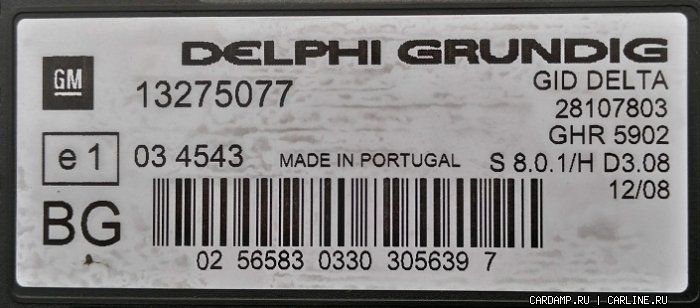 DELPHI GRUNDIG
GM
13275077
GID DELTA
28107803
GHR 5902
e 1
03 4543
MADE IN PORTUGAL
S 8.0.1/H D3.08
12/08
BG
02 56583 0330 305639 7
CARDAMP.RU | CARLINE.RU